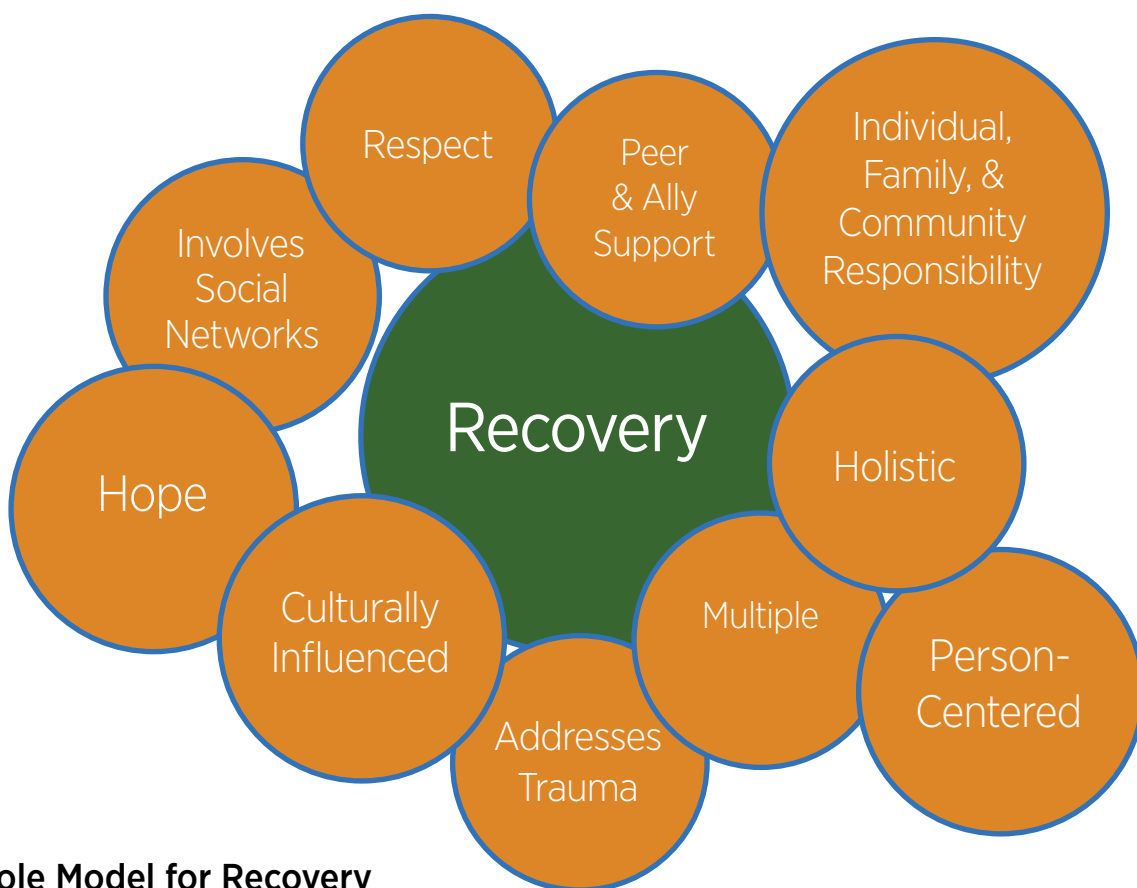 Respect
Peer
& Ally
Support
Individual,
Family, &
Community
Responsibility
Involves
Social
Networks
Recovery
Holistic
Hope
Culturally
Influenced
Multiple
Person-
Centered
Addresses
Trauma
Model for Recovery